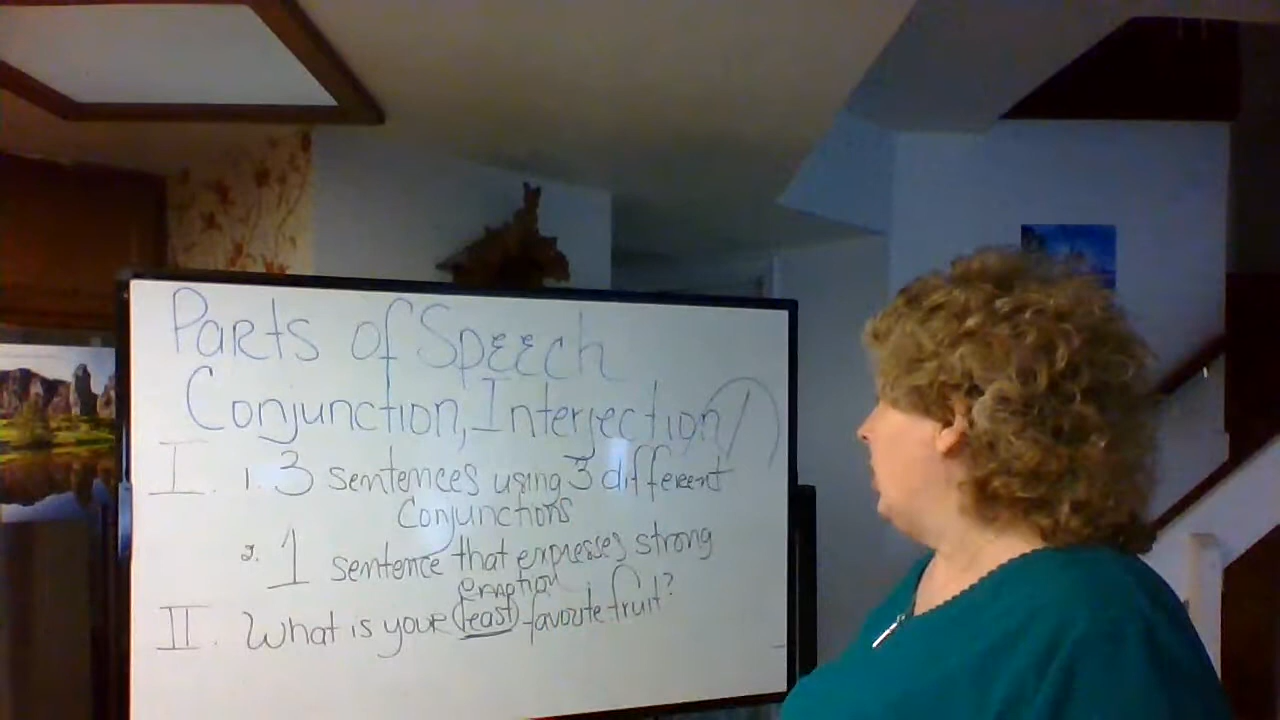 Parts of Speech
Conjunction, Interjection
I. 1. 3 sentences using 3 different
Conjunctions
2. 1 sentence that expresses strong
emotion
II. What is your (least) favorite fruit?